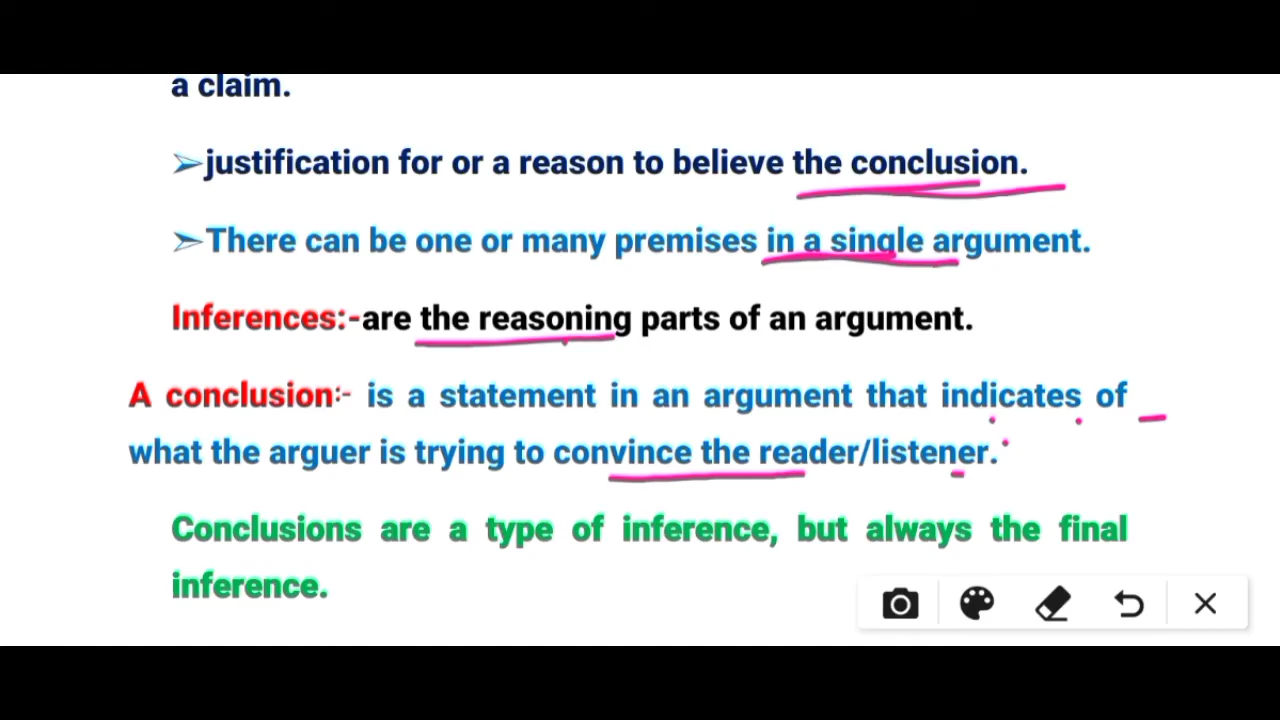 a claim.
➢justification for or a reason to believe the conclusion.
➢There can be one or many premises in a single argument.
Inferences:-are the reasoning parts of an argument.
A conclusion:- is a statement in an argument that indicates of
what the arguer is trying to convince the reader/listener.
Conclusions are a type of inference, but always the final
inference.